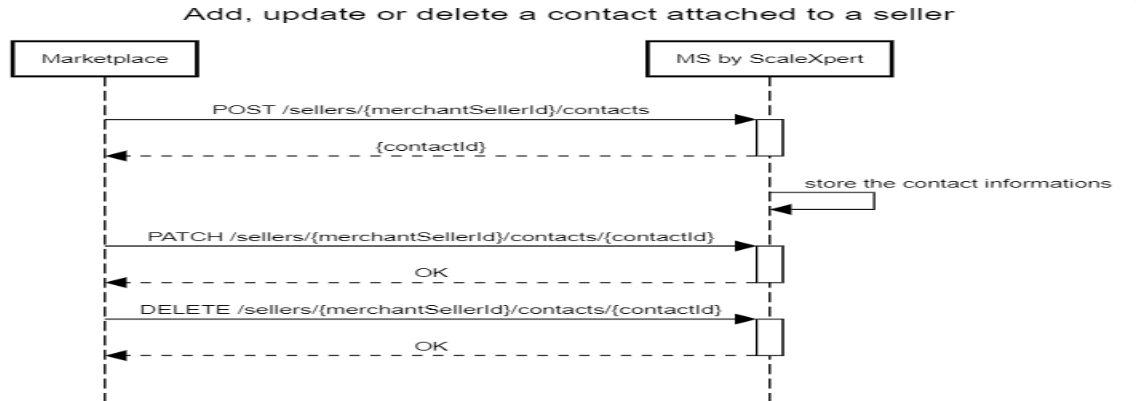 Add, update or delete a contact attached to a seller
Marketplace
MS by ScaleXpert
POST /sellers/{merchantSellerId}/contacts
{contactId}
store the contact informations
PATCH /sellers/{merchantSellerId}/contacts/{contactId}
OK
DELETE /sellers/{merchantSellerId}/contacts/{contactId}
OK